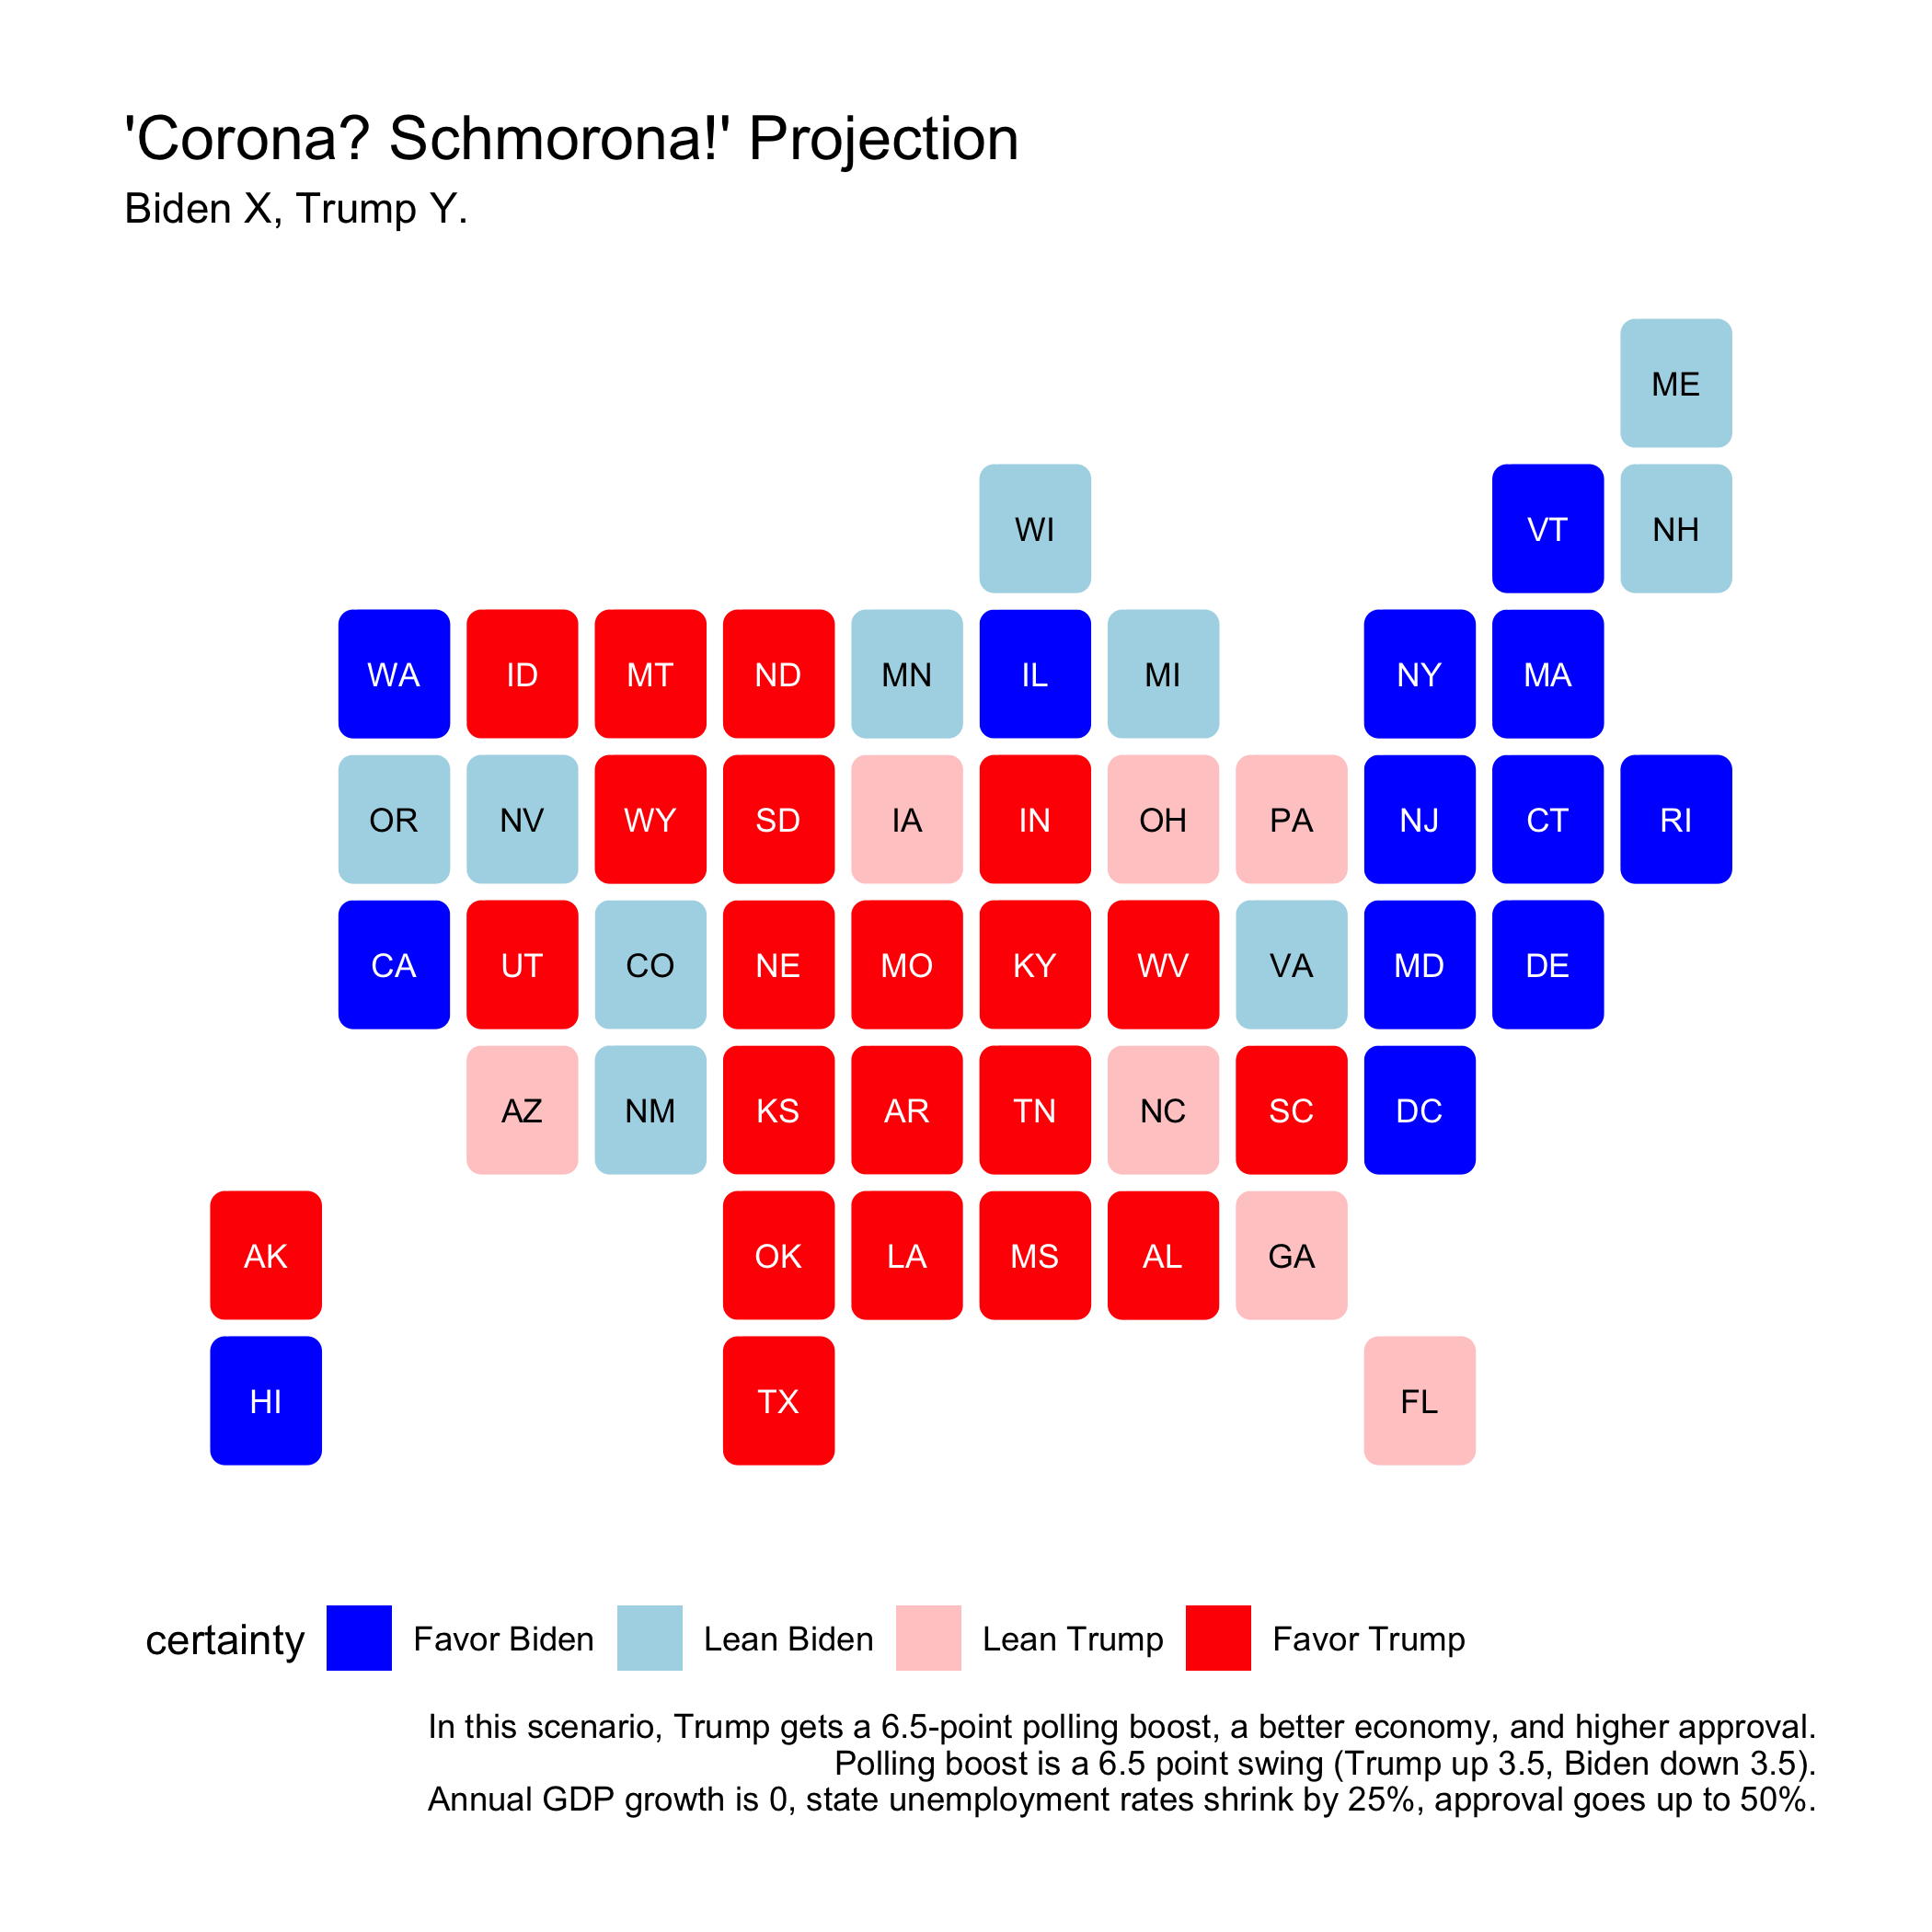 'Corona? Schmorona!' Projection
Biden X, Trump Y.
ME
WI VT NH
WA ID MT ND MN IL MI NY MA
OR NV WY SD IA IN OH PA NJ CT RI
CA UT CO NE MO KY WV VA MD DE
AZ NM KS AR TN NC SC DC
AK OK LA MS AL GA
HI TX FL
certainty Favor Biden Lean Biden Lean Trump Favor Trump
In this scenario, Trump gets a 6.5-point polling boost, a better economy, and higher approval.
Polling boost is a 6.5 point swing (Trump up 3.5, Biden down 3.5).
Annual GDP growth is 0, state unemployment rates shrink by 25%, approval goes up to 50%.